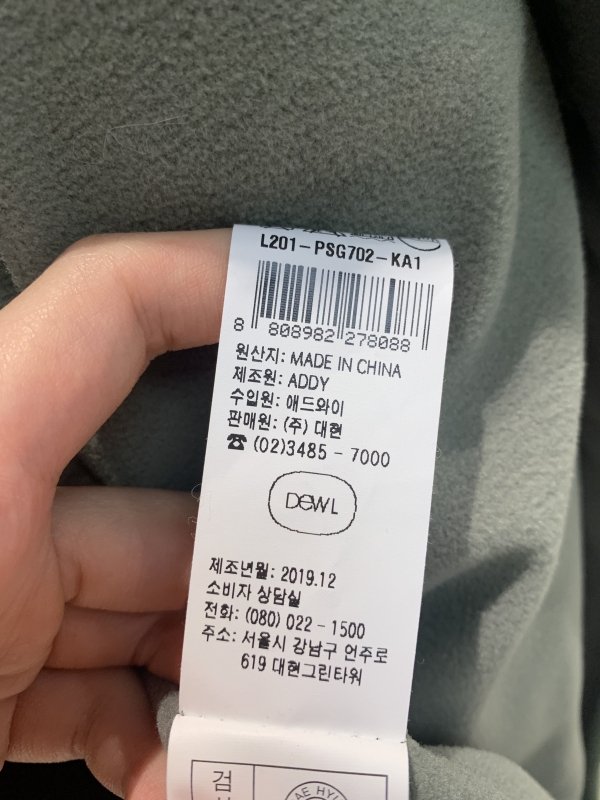 L201-PSG702-KA1
8 808982 278088
원산지: MADE IN CHINA
제조원: ADDY
수입원: 애드와이
판매원: (주) 대현
☎ (02)3485 - 7000
DEWL
제조년월: 2019.12
소비자 상담실
전화: (080) 022 - 1500
주소: 서울시 강남구 언주로
619 대현그린타워
검
AE HY